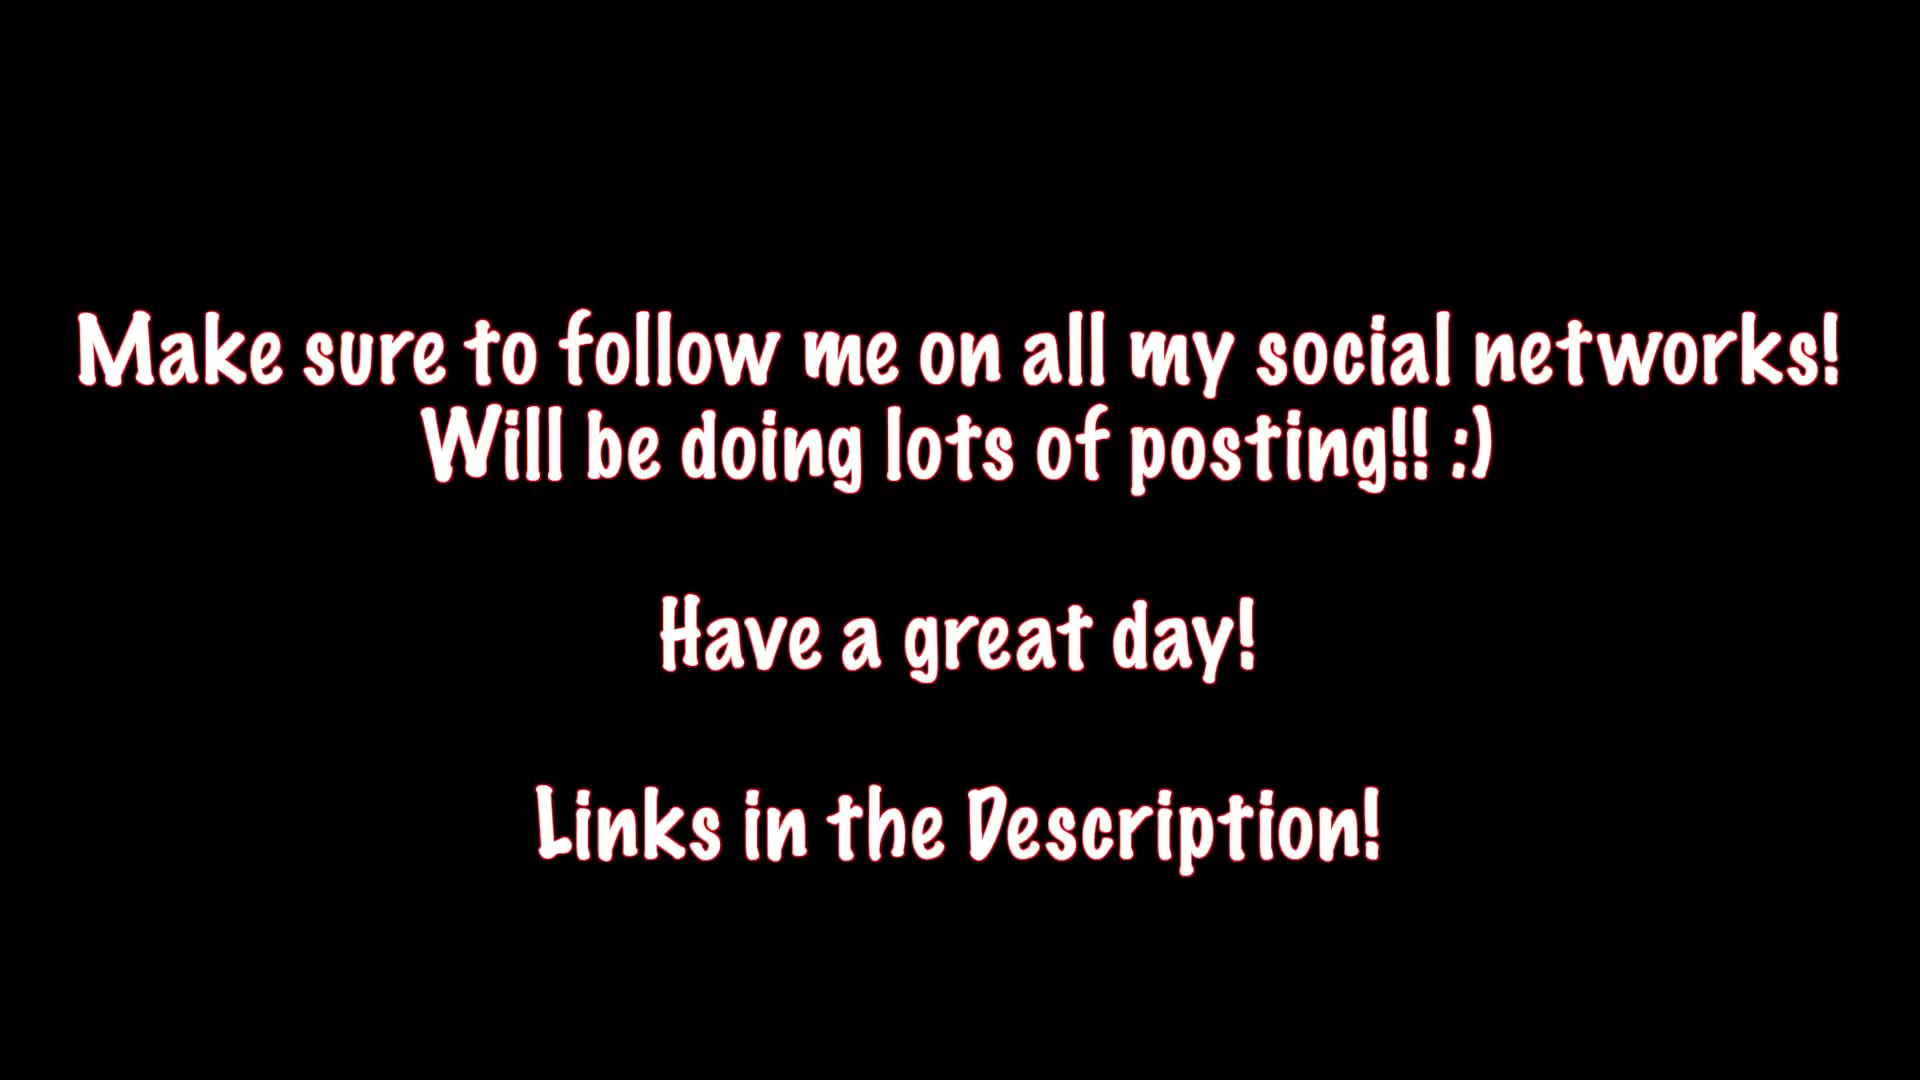 Make sure to follow me on all my social networks!
Will be doing lots of posting!! :)
Have a great day!
Links in the Description!